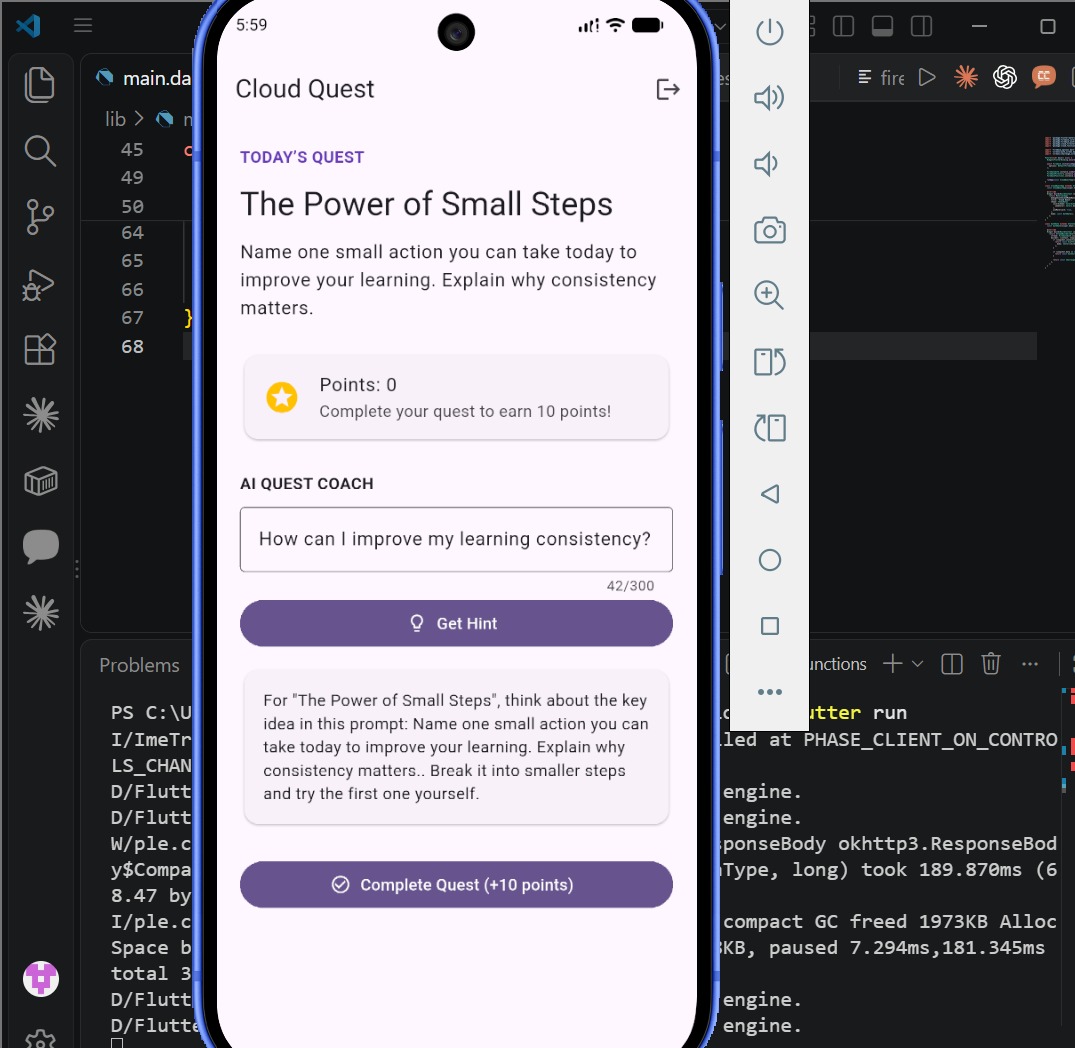 5:59
Cloud Quest
TODAY'S QUEST
The Power of Small Steps
Name one small action you can take today to
improve your learning. Explain why consistency
matters.
Points: 0
Complete your quest to earn 10 points!
AI QUEST COACH
How can I improve my learning consistency?
42/300
Get Hint
For "The Power of Small Steps", think about the key
idea in this prompt: Name one small action you can
take today to improve your learning. Explain why
consistency matters.. Break it into smaller steps
and try the first one yourself.
Complete Quest (+10 points)
main.da
fire
lib
45
49
50
64
65
66
67 }
68
Problems
unctions
PS C:\U
utter run
I/ImeTr
led at PHASE_CLIENT_ON_CONTRO
LS_CHAN
D/Flutt engine.
D/Flutt engine.
W/ple.c
sponseBody okhttp3.ResponseBod
y$Compa
nType, long) took 189.870ms (6
8.47 by
I/ple.c
compact GC freed 1973KB Alloc
Space b
KB, paused 7.294ms,181.345ms
total 3
D/Flutt engine.
D/Flutte engine.